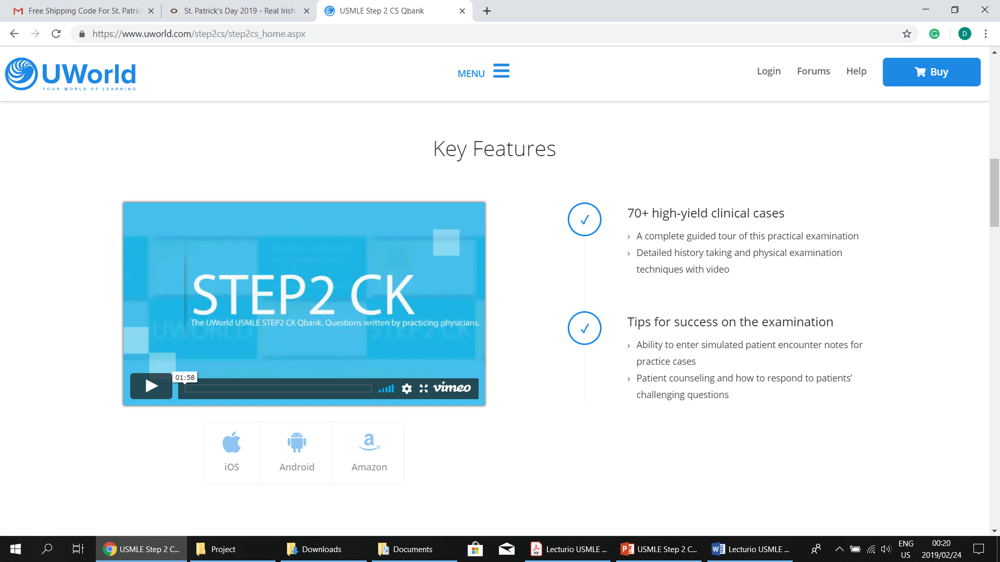 Free Shipping Code For St. Patric
St. Patrick's Day 2019 - Real Irish
USMLE Step 2 CS Qbank
https://www.uworld.com/step2cs/step2cs_home.aspx
D
UWorld
YOUR WORLD OF LEARNING
MENU
Login
Forums
Help
Buy
Key Features
STEP2 CK
The UWorld USMLE STEP2 CK Qbank. Questions written by practicing physicians.
01:58
vimeo
iOS
Android
Amazon
70+ high-yield clinical cases
› A complete guided tour of this practical examination
› Detailed history taking and physical examination
techniques with video
Tips for success on the examination
› Ability to enter simulated patient encounter notes for
practice cases
› Patient counseling and how to respond to patients’
challenging questions
USMLE Step 2 C...
Project
Downloads
Documents
Lecturio USMLE ...
USMLE Step 2 C...
Lecturio USMLE ...
ENG
US
00:20
2019/02/24